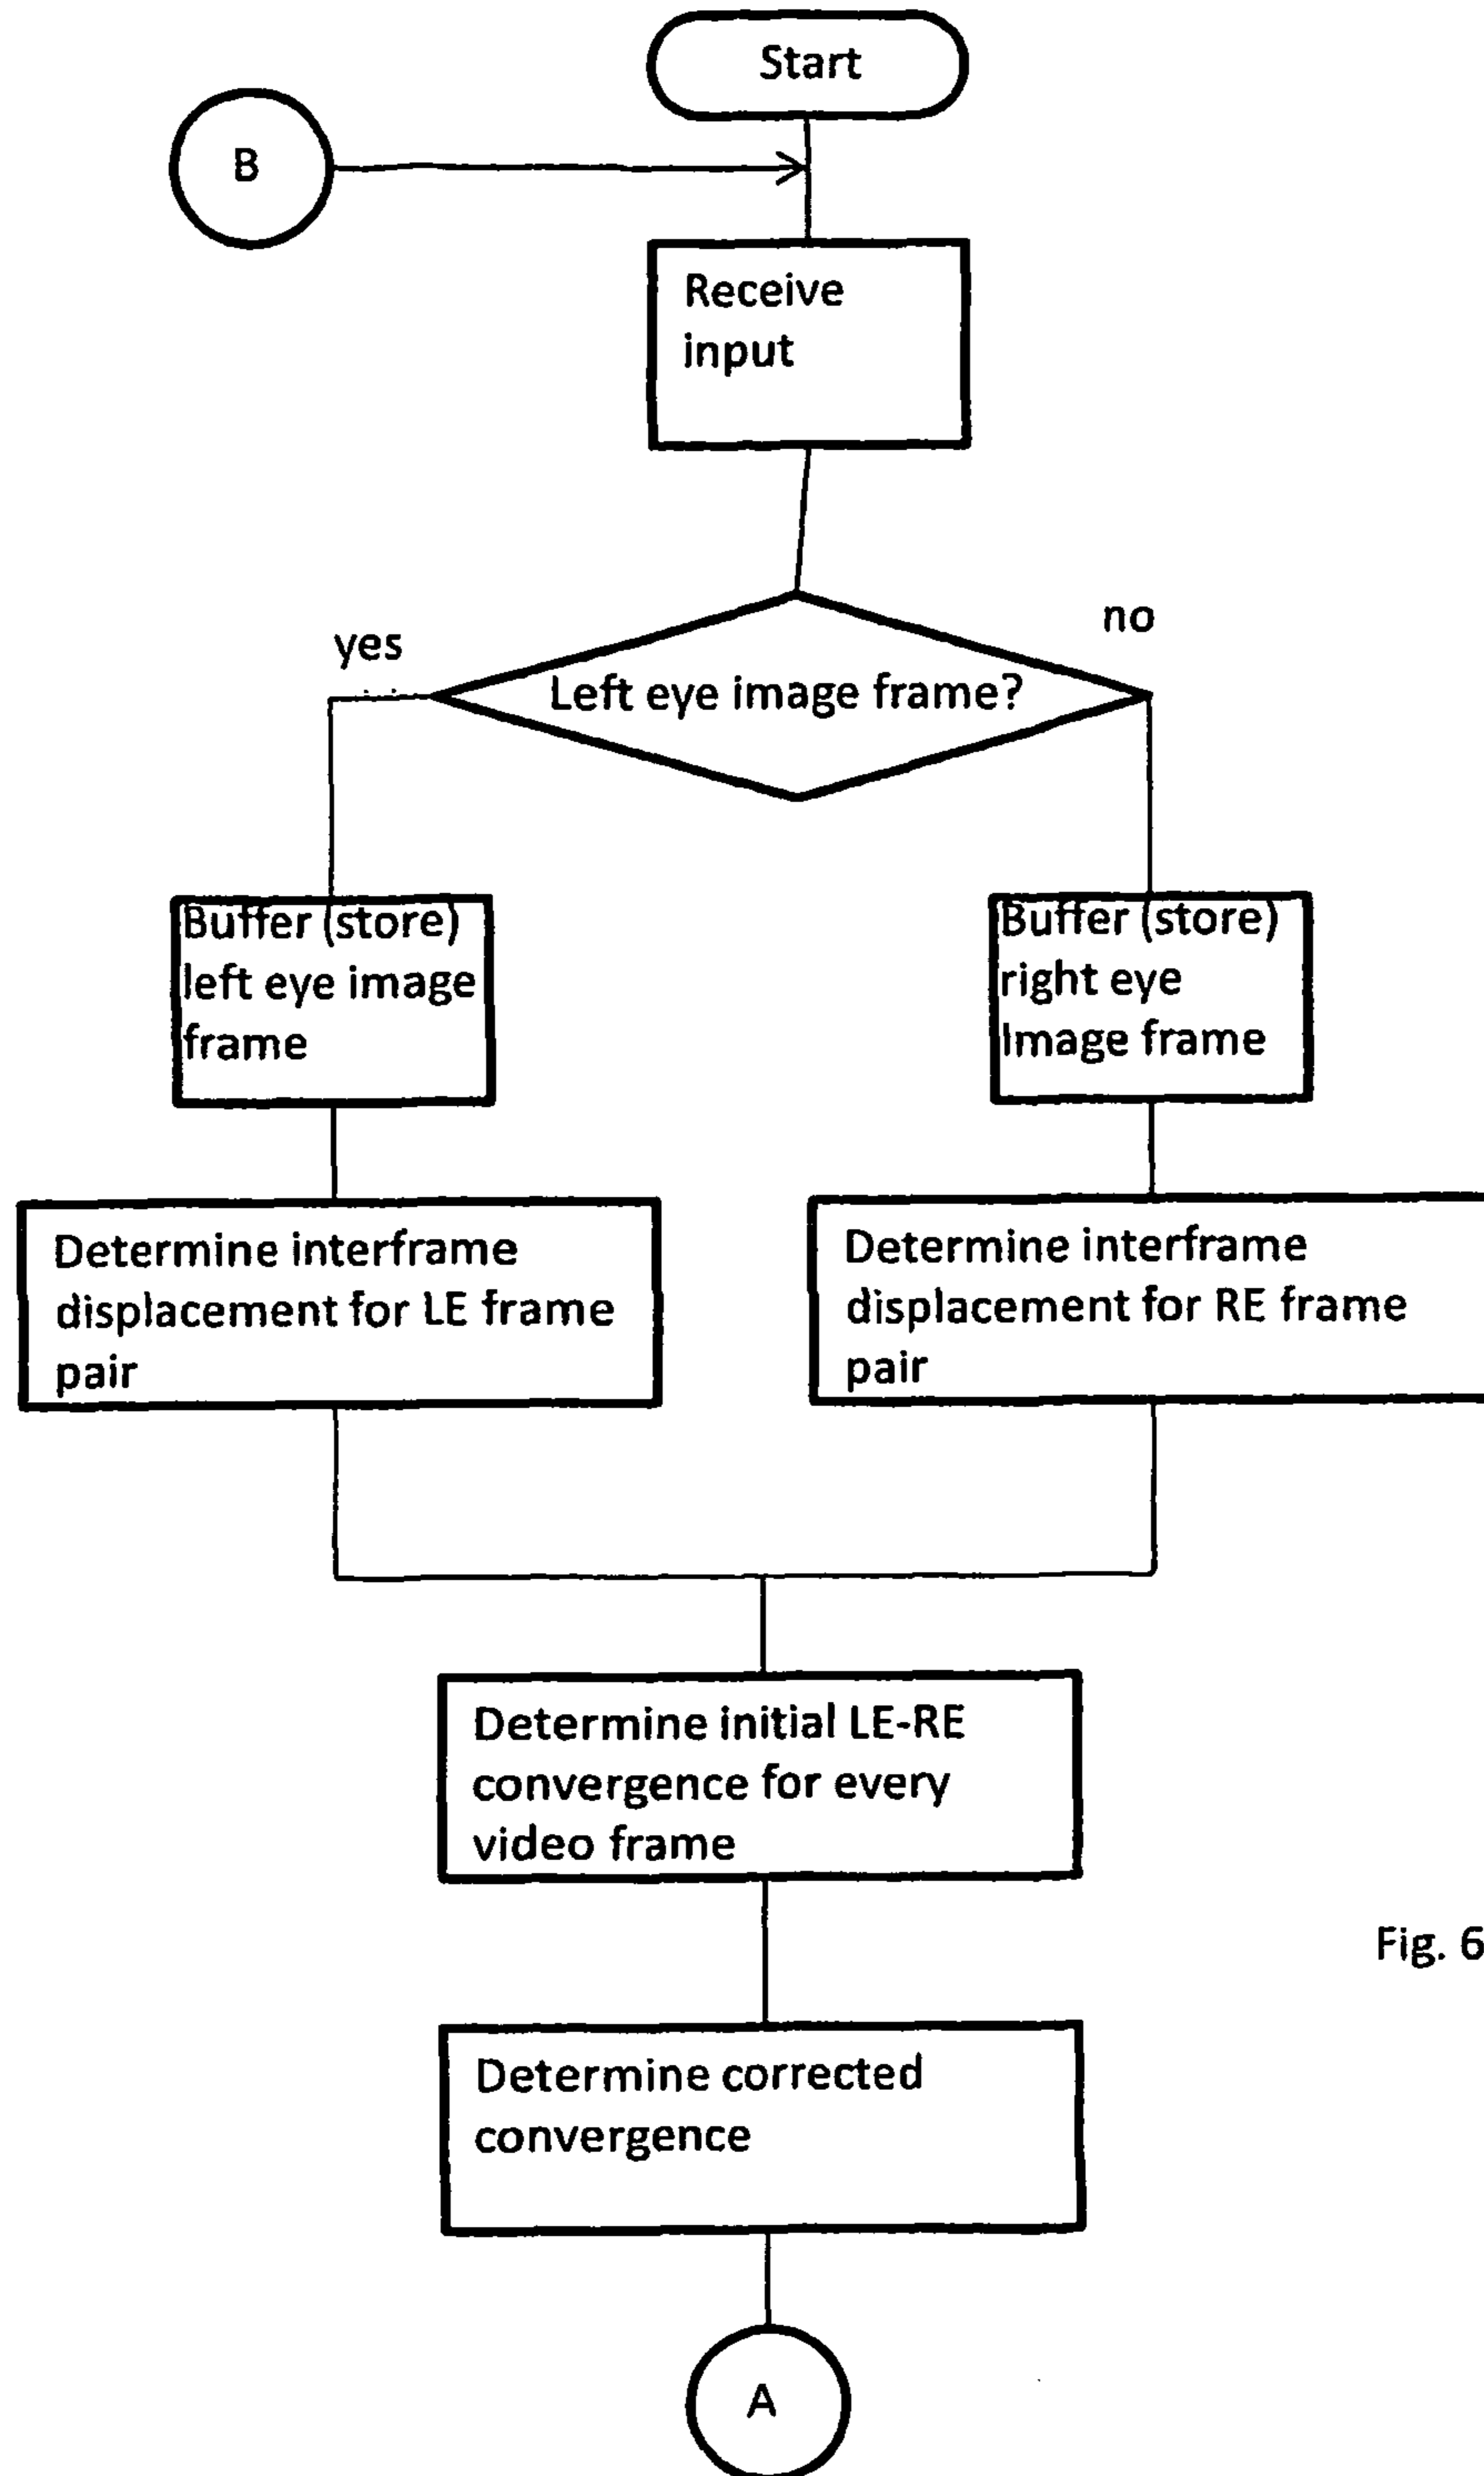 Start
B
Receive
input
yes
no
Left eye image frame?
Buffer (store)
left eye image
frame
Buffer (store)
right eye
Image frame
Determine interframe
displacement for LE frame
pair
Determine interframe
displacement for RE frame
pair
Determine initial LE-RE
convergence for every
video frame
Fig. 6
Determine corrected
convergence
A